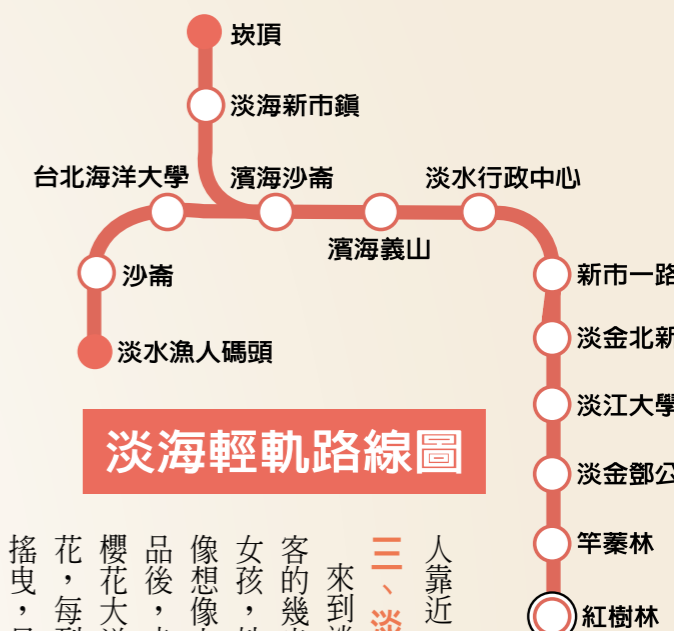 崁頂
淡海新市鎮
台北海洋大學
濱海沙崙
淡水行政中心
濱海義山
沙崙
新市一路
淡水漁人碼頭
淡金北新
淡江大學
淡金鄧公
竿蓁林
紅樹林
淡海輕軌路線圖
人靠近
三、淡
來到
客的幾
女孩，
像想像
品後，
櫻花大
花，每到
搖曳，